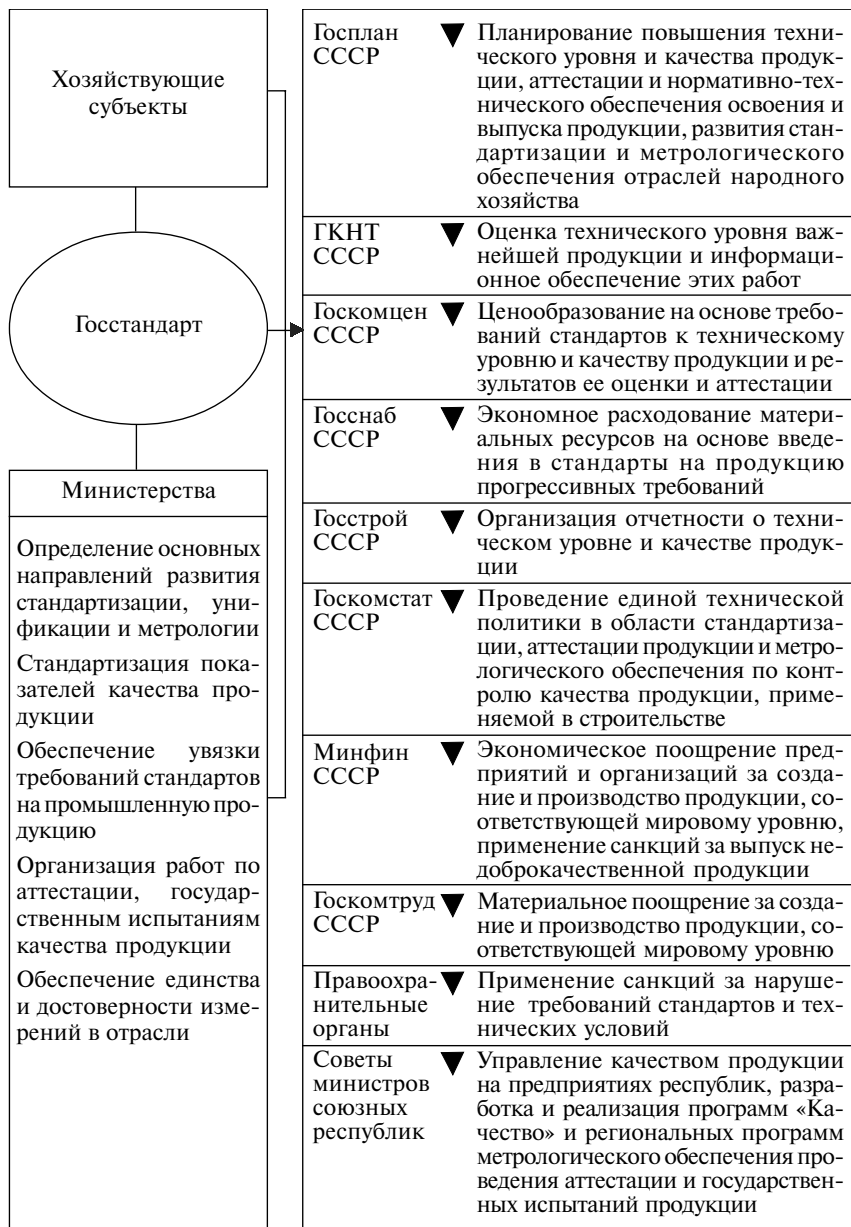 Хозяйствующие
субъекты
Госстандарт
Министерства
Определение основных
направлений развития
стандартизации, уни-
фикации и метрологии
Стандартизация пока-
зателей качества про-
дукции
Обеспечение увязки
требований стандартов
на промышленную про-
дукцию
Организация работ по
аттестации, государ-
ственным испытаниям
качества продукции
Обеспечение единства
и достоверности изме-
рений в отрасли
Госплан
СССР
Планирование повышения техни-
ческого уровня и качества продук-
ции, аттестации и нормативно-тех-
нического обеспечения освоения и
выпуска продукции, развития стан-
дартизации и метрологического
обеспечения отраслей народного
хозяйства
ГКНТ
СССР
Оценка технического уровня важ-
нейшей продукции и информаци-
онное обеспечение этих работ
Госкомцен
СССР
Ценообразование на основе требо-
ваний стандартов к техническому
уровню и качеству продукции и ре-
зультатов ее оценки и аттестации
Госснаб
СССР
Экономное расходование матери-
альных ресурсов на основе введе-
ния в стандарты на продукцию
прогрессивных требований
Госстрой
СССР
Организация отчетности о техни-
ческом уровне и качестве продук-
ции
Госкомстат
СССР
Проведение единой технической
политики в области стандартиза-
ции, аттестации продукции и метро-
логического обеспечения по конт-
ролю качества продукции, приме-
няемой в строительстве
Минфин
СССР
Экономическое поощрение пред-
приятий и организаций за созда-
ние и производство продукции, со-
ответствующей мировому уровню,
применение санкций за выпуск не-
доброкачественной продукции
Госкомтруд
СССР
Материальное поощрение за созда-
ние и производство продукции, со-
ответствующей мировому уровню
Правоохра-
нительные
органы
Применение санкций за наруше-
ние требований стандартов и тех-
нических условий
Советы
министров
союзных
республик
Управление качеством продукции
на предприятиях республик, разра-
ботка и реализация программ «Ка-
чество» и региональных программ
метрологического обеспечения про-
ведения аттестации и государствен-
ных испытаний продукции